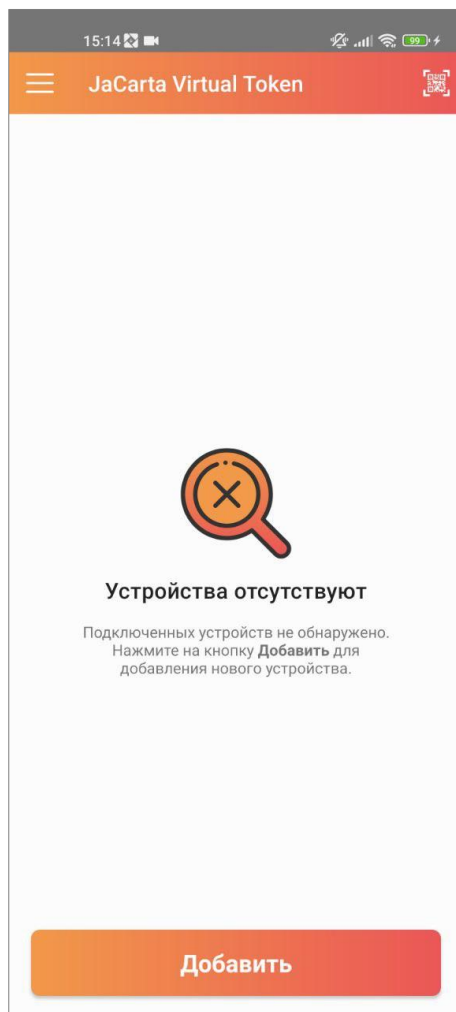 15:14
99
JaCarta Virtual Token
Устройства отсутствуют
Подключенных устройств не обнаружено.
Нажмите на кнопку Добавить для
добавления нового устройства.
Добавить